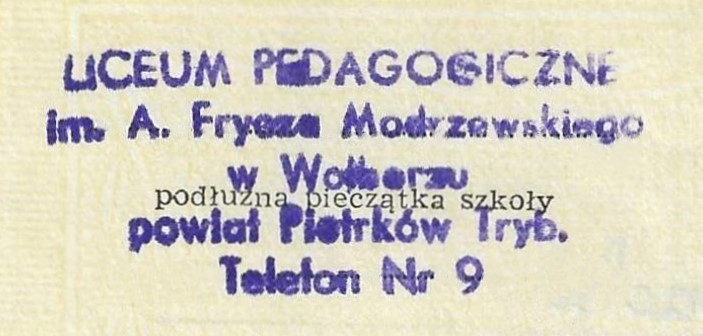 LICEUM PEDAGOGICZNE
im. A. Frycza Modrzewskiego
w Wolborzu
podłużna pieczątka szkoły
powiat Piotrków Tryb.
Telefon Nr 9